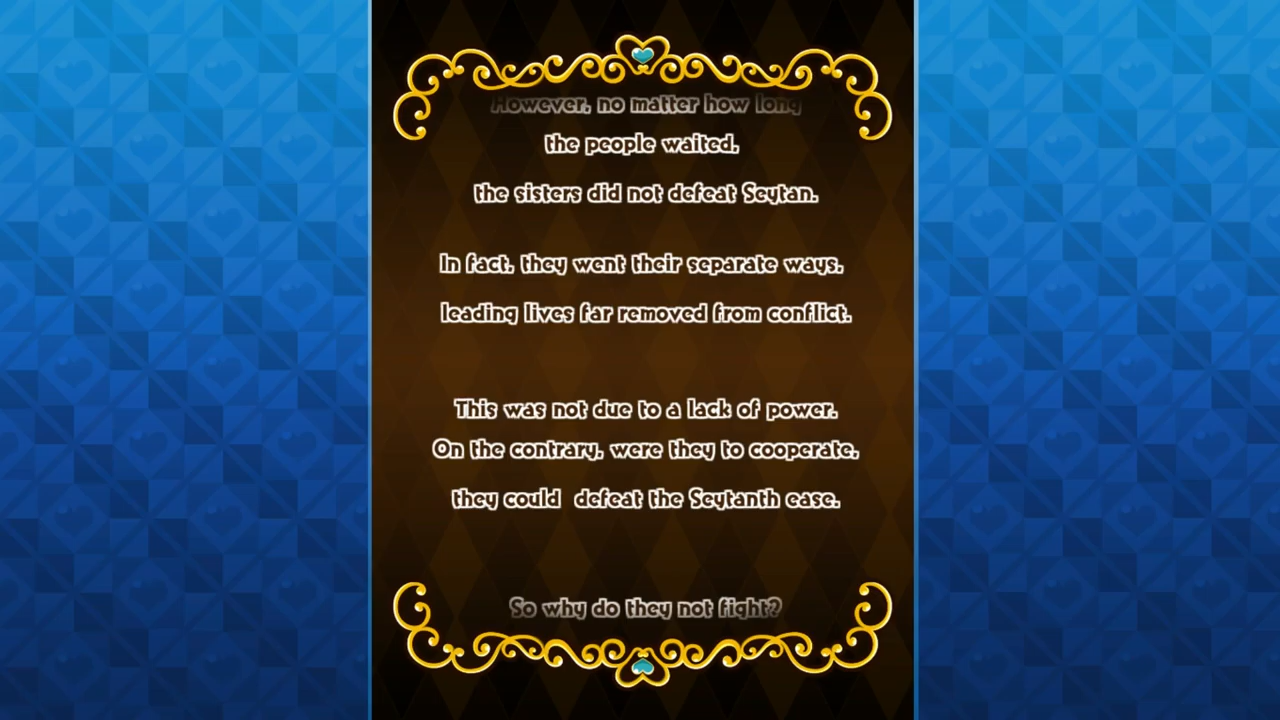 However, no matter how long
the people waited,
the sisters did not defeat Seytan.
In fact, they went their separate ways,
leading lives far removed from conflict.
This was not due to a lack of power.
On the contrary, were they to cooperate,
they could  defeat the Seytanth ease.
So why do they not fight?